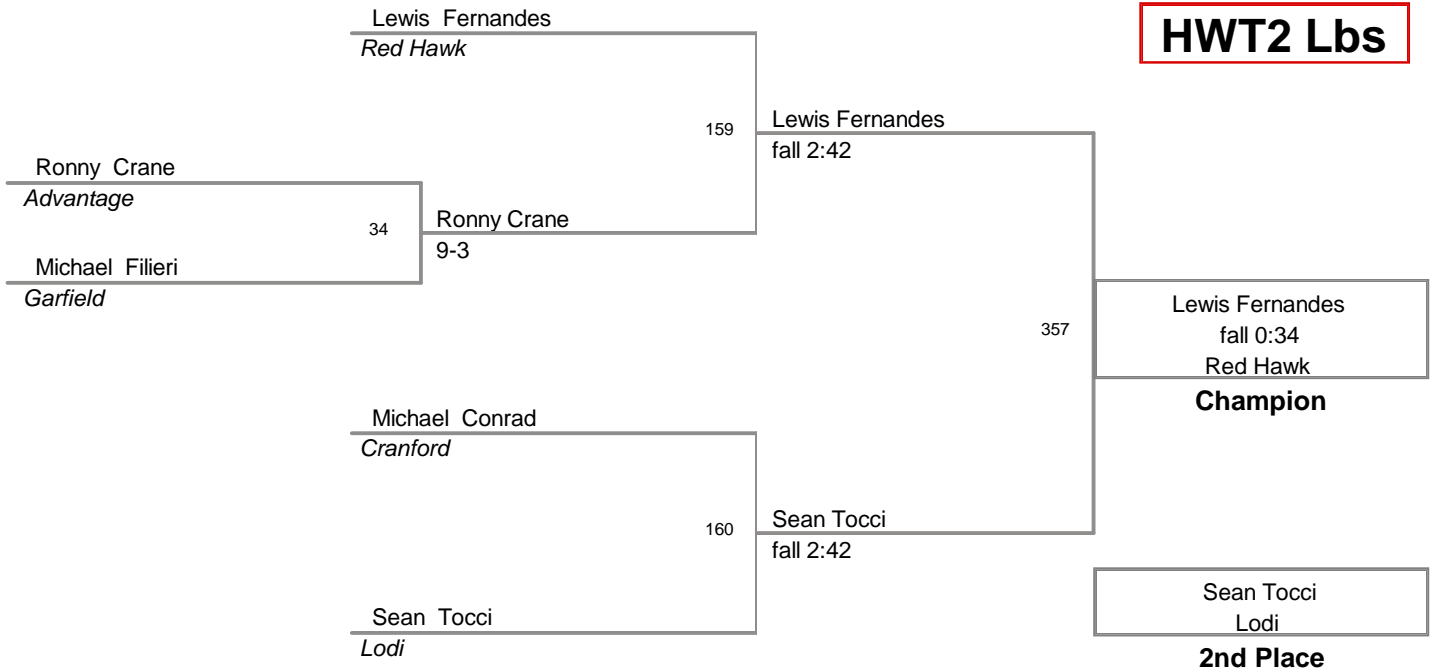 HWT2 Lbs
Lewis Fernandes
Red Hawk
159
Lewis Fernandes
fall 2:42
Ronny Crane
Advantage
34
Ronny Crane
9-3
Michael Filieri
Garfield
357
Lewis Fernandes
fall 0:34
Red Hawk
Champion
Michael Conrad
Cranford
160
Sean Tocci
fall 2:42
Sean Tocci
Lodi
Sean Tocci
Lodi
2nd Place